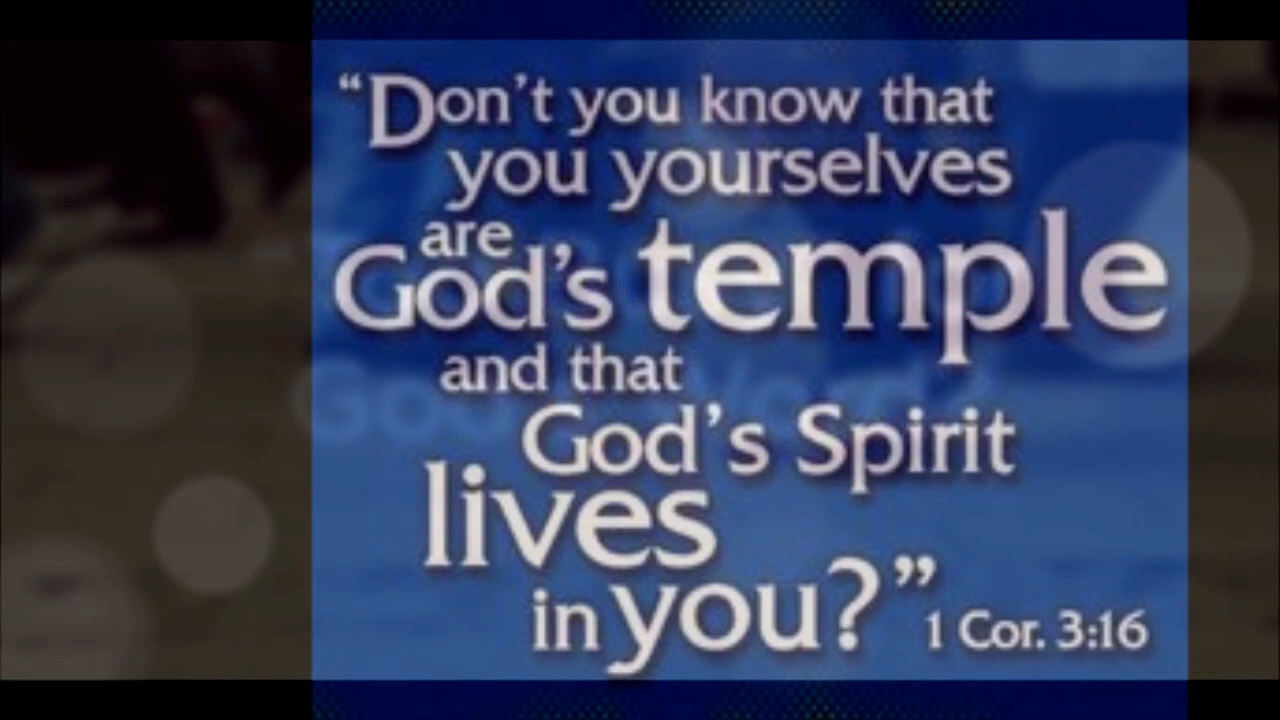 “Don’t you know that
you yourselves
are
God’s temple
and that
God’s Spirit
lives
in you?”
1 Cor. 3:16